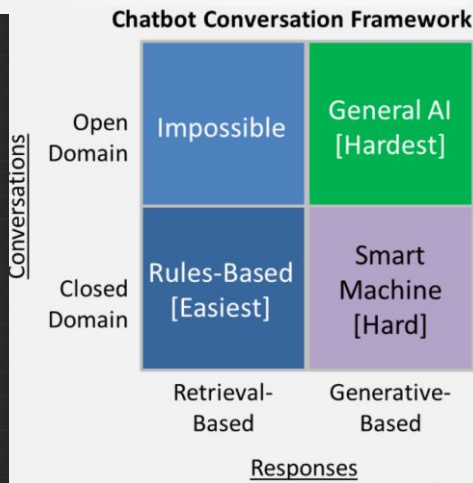 Chatbot Conversation Framework
Conversations
Open
Domain
Impossible
General AI
[Hardest]
Closed
Domain
Rules-Based
[Easiest]
Smart
Machine
[Hard]
Retrieval-
Based
Generative-
Based
Responses